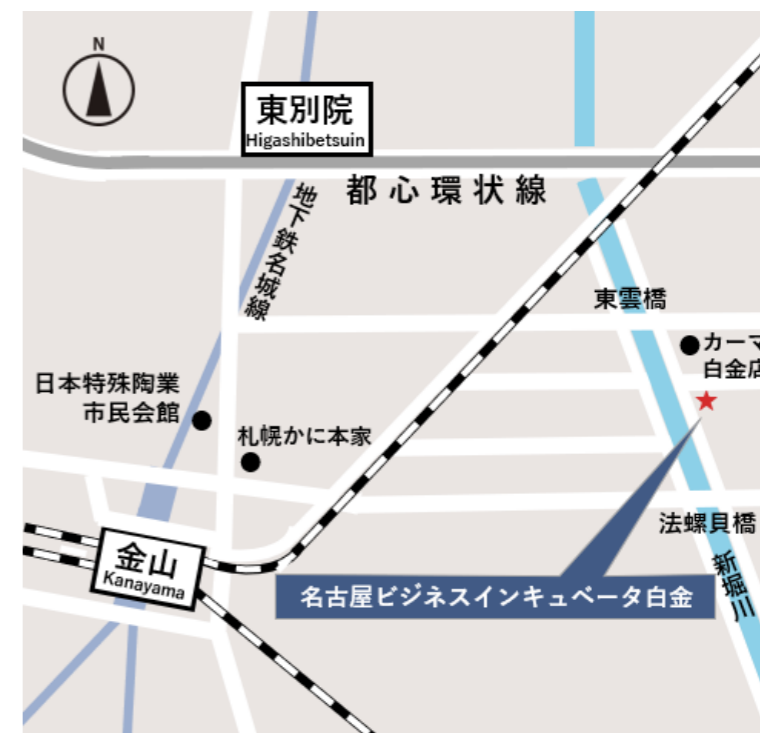 N
東別院
Higashibetsuin
都心環状線
地下鉄名城線
東雲橋
カーマ
白金店
日本特殊陶業
市民会館
札幌かに本家
法螺貝橋
新堀川
金山
Kanayama
名古屋ビジネスインキュベータ白金